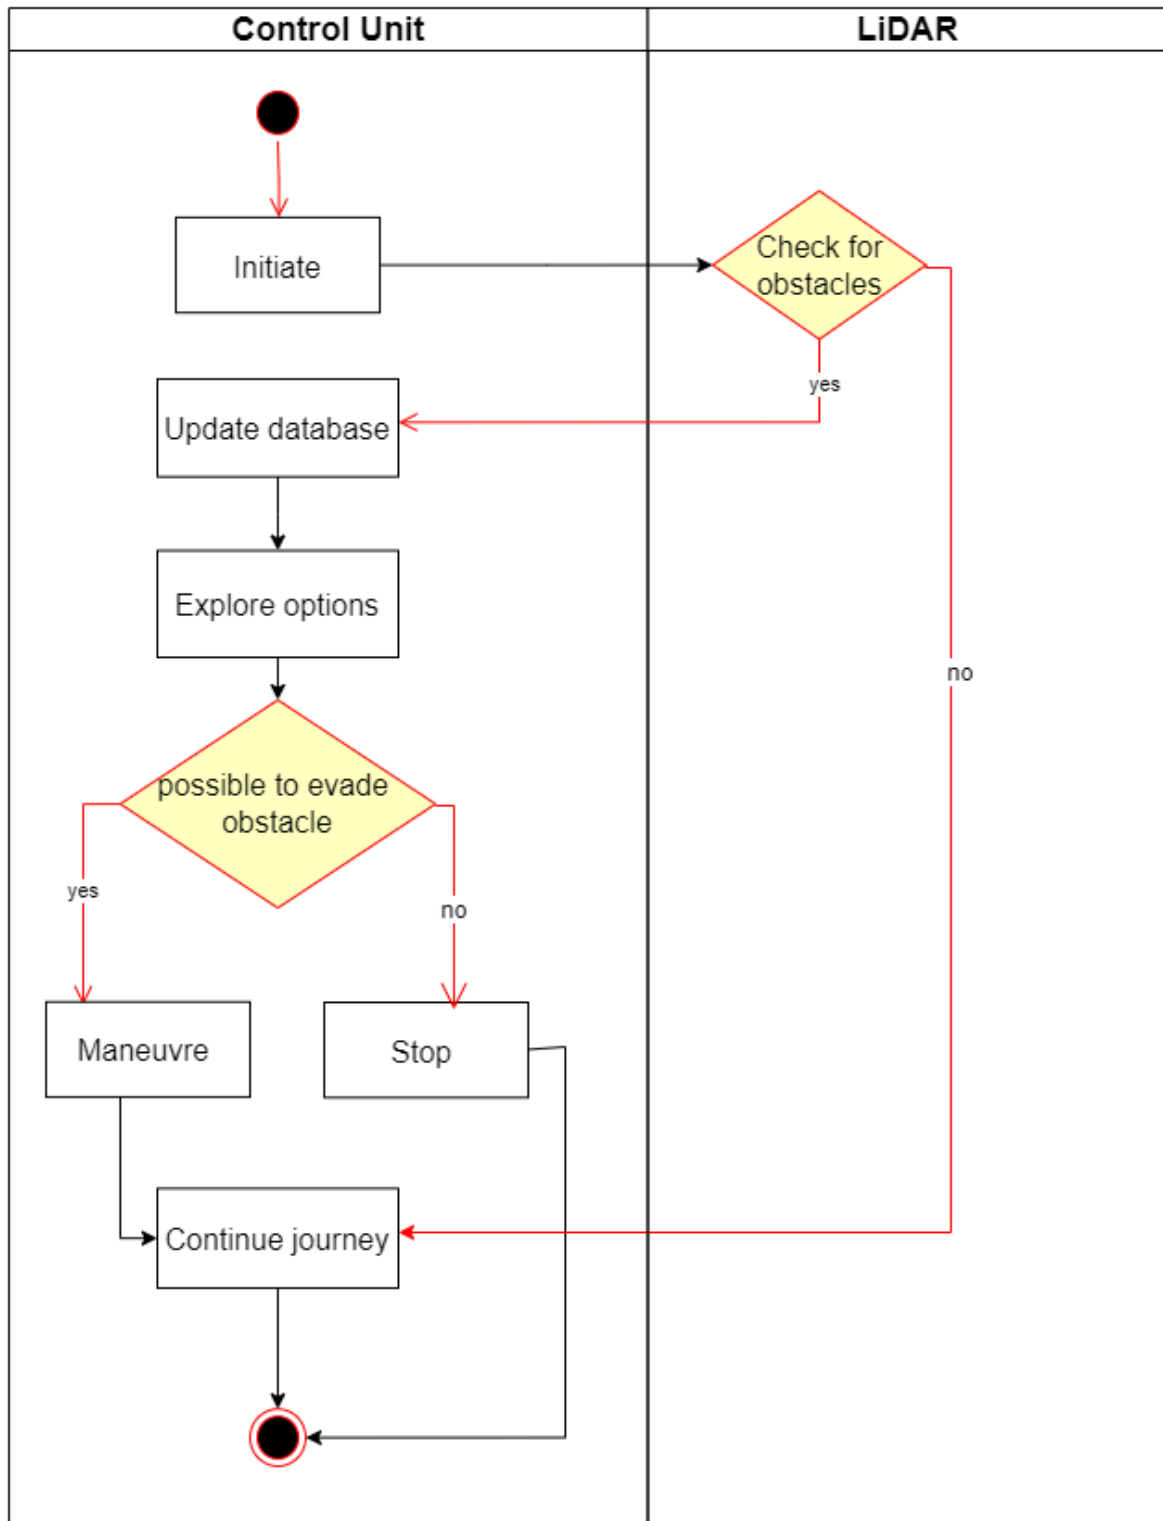 Control Unit
LiDAR
Initiate
Check for
obstacles
yes
Update database
Explore options
no
possible to evade
obstacle
yes
no
Maneuvre
Stop
Continue journey